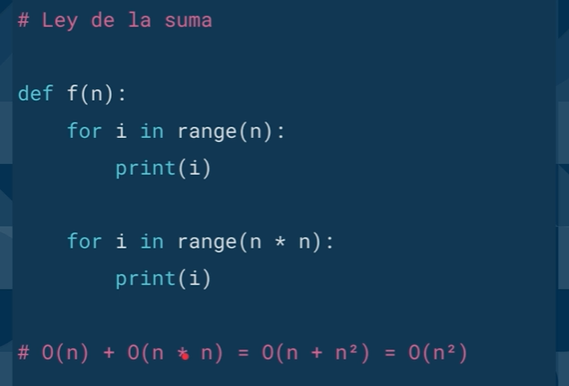 # Ley de la suma
def f(n):
    for i in range(n):
        print(i)
    for i in range(n * n):
        print(i)
# O(n) + O(n * n) = O(n + n²) = O(n²)